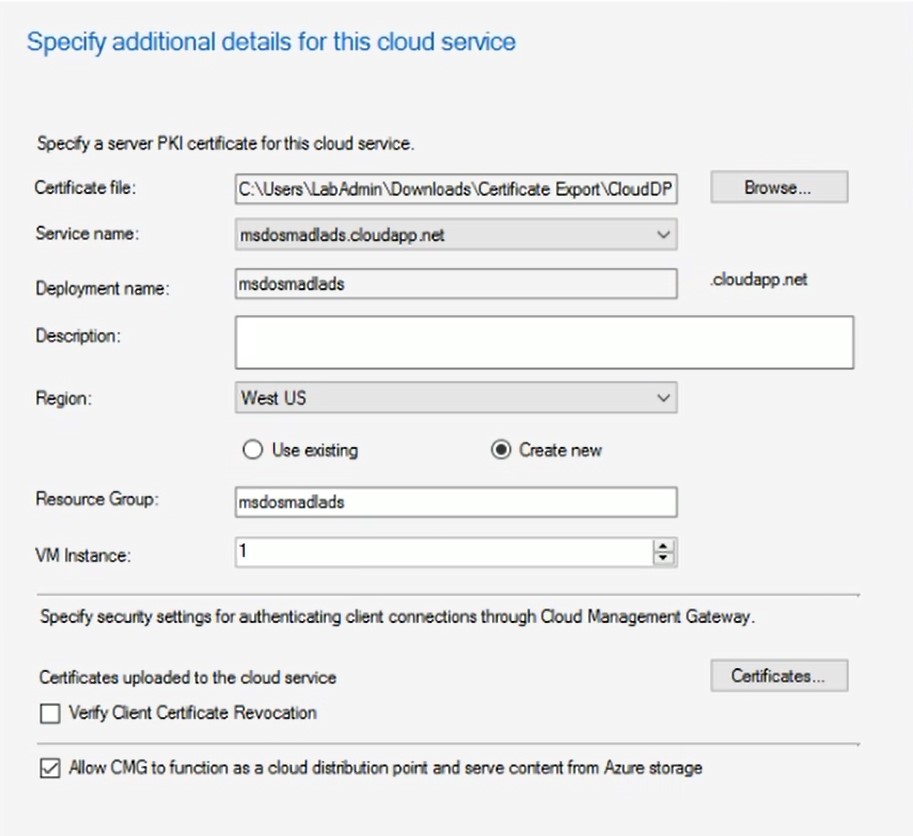 Specify additional details for this cloud service
Specify a server PKI certificate for this cloud service.
Certificate file: C:\Users\LabAdmin\Downloads\Certificate Export\CloudDP Browse...
Service name: msdosmadlads.cloudapp.net
Deployment name: msdosmadlads .cloudapp.net
Description:
Region: West US
Use existing Create new
Resource Group: msdosmadlads
VM Instance: 1
Specify security settings for authenticating client connections through Cloud Management Gateway.
Certificates uploaded to the cloud service Certificates...
Verify Client Certificate Revocation
Allow CMG to function as a cloud distribution point and serve content from Azure storage